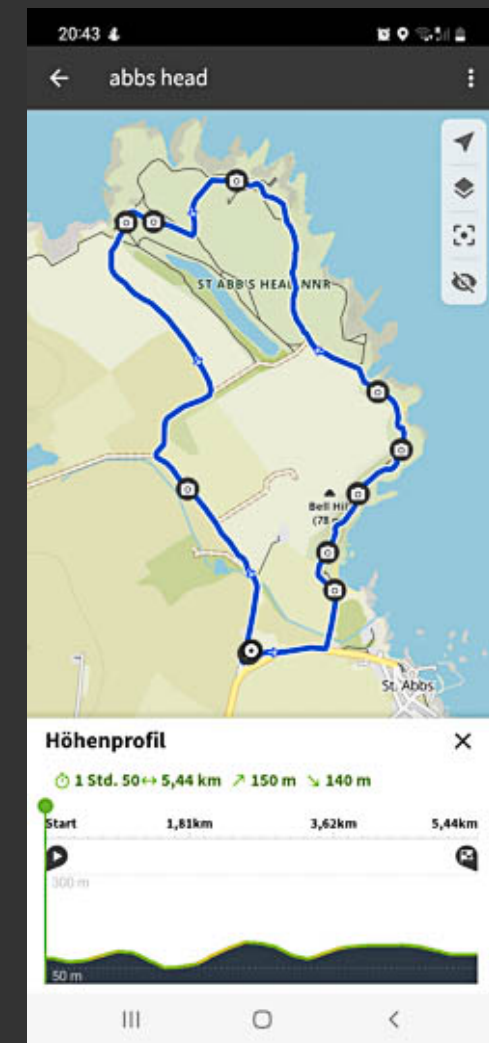 20:43
abbs head
ST ABB'S HEAD NNR
Bell Hil
(78
St. Abbs
Höhenprofil
1 Std. 50 5,44 km 150 m 140 m
Start 1,81km 3,62km 5,44km
300 m
50 m